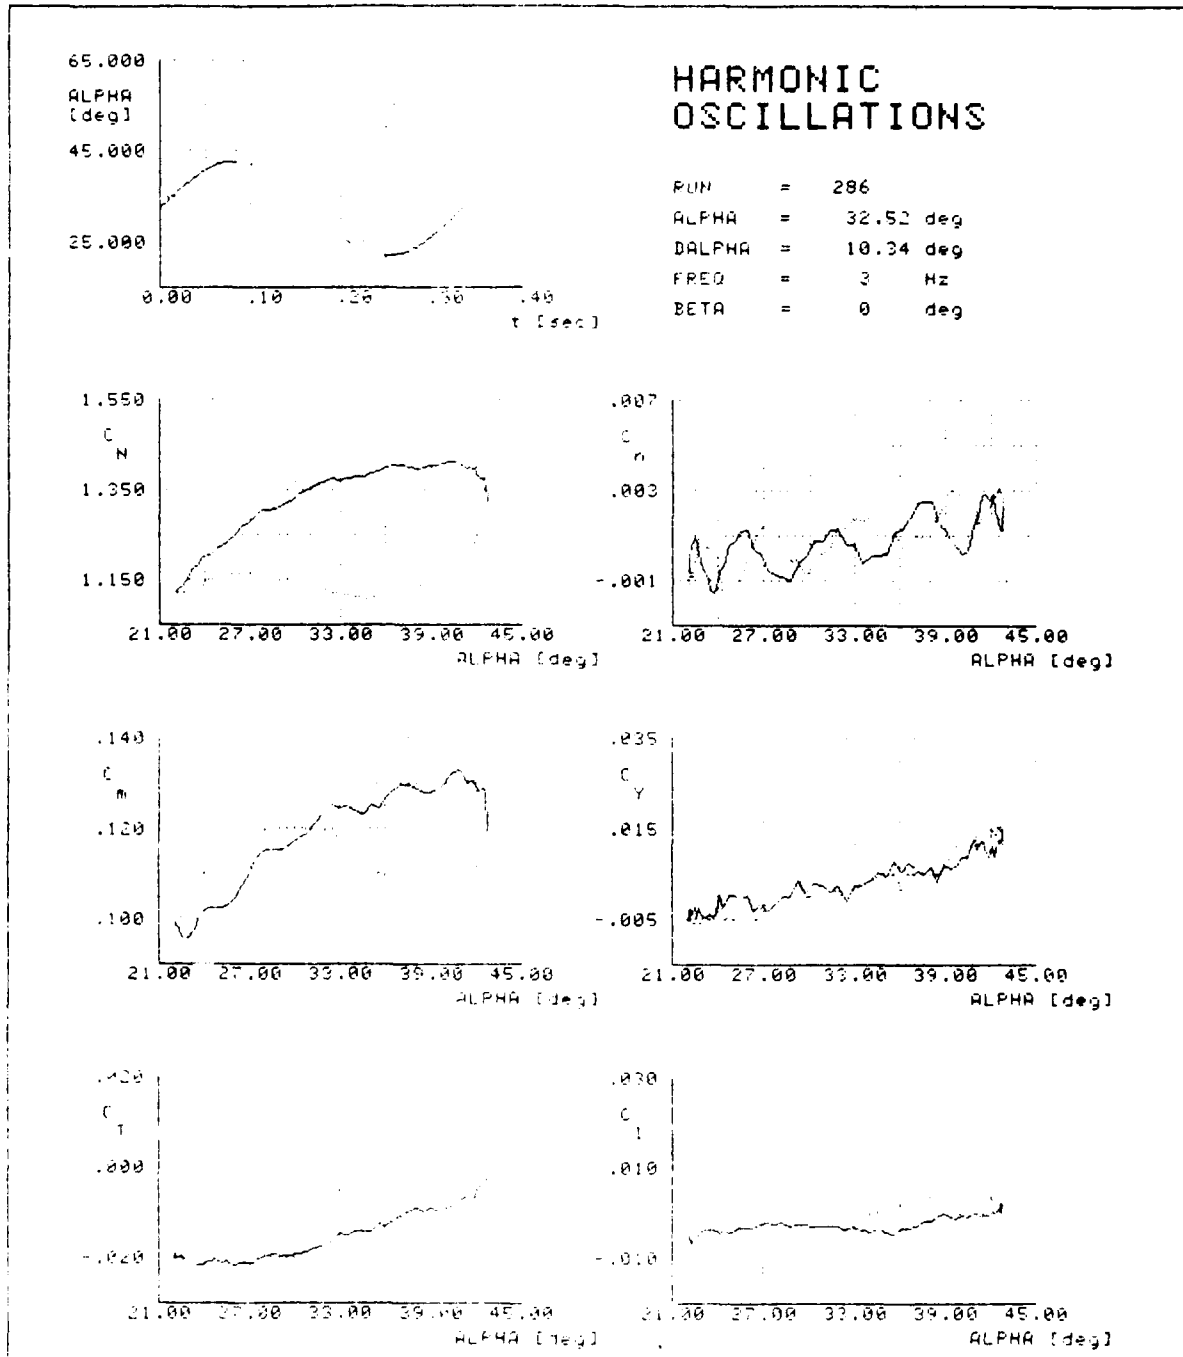 65.000
ALPHA
[deg]
45.000
25.000
0.00 .10 .20 .30 .40
t [sec]
HARMONIC
OSCILLATIONS
RUN = 286
ALPHA = 32.52 deg
DALPHA = 10.34 deg
FREQ = 3 Hz
BETA = 0 deg
1.550
C N
1.350
1.150
21.00 27.00 33.00 39.00 45.00
ALPHA [deg]
.007
C n
.003
-.001
21.00 27.00 33.00 39.00 45.00
ALPHA [deg]
.140
C m
.120
.100
21.00 27.00 33.00 39.00 45.00
ALPHA [deg]
.035
C Y
.015
-.005
21.00 27.00 33.00 39.00 45.00
ALPHA [deg]
.020
C T
.000
-.020
21.00 27.00 33.00 39.00 45.00
ALPHA [deg]
.030
C l
.010
-.010
21.00 27.00 33.00 39.00 45.00
ALPHA [deg]